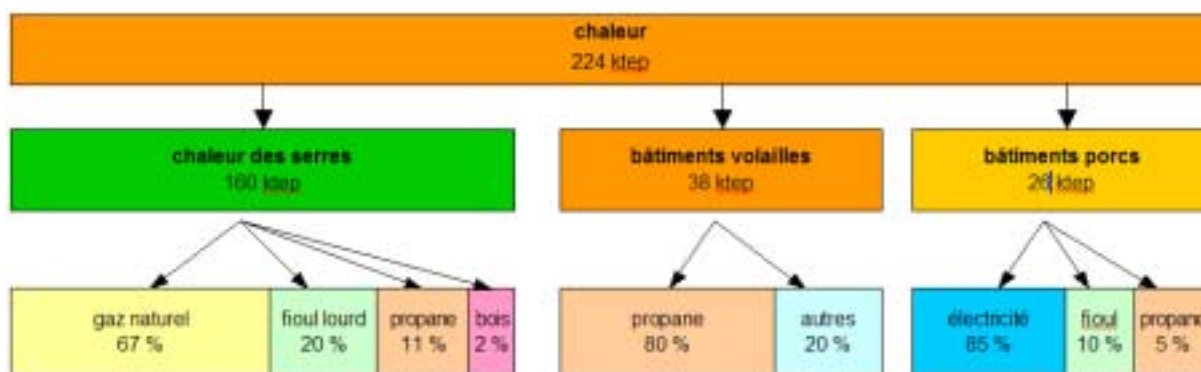 chaleur
224 ktep
chaleur des serres
160 ktep
bâtiments volailles
38 ktep
bâtiments porcs
26 ktep
gaz naturel
67 %
fioul lourd
20 %
propane
11 %
bois
2 %
propane
80 %
autres
20 %
électricité
85 %
fioul
10 %
propane
5 %